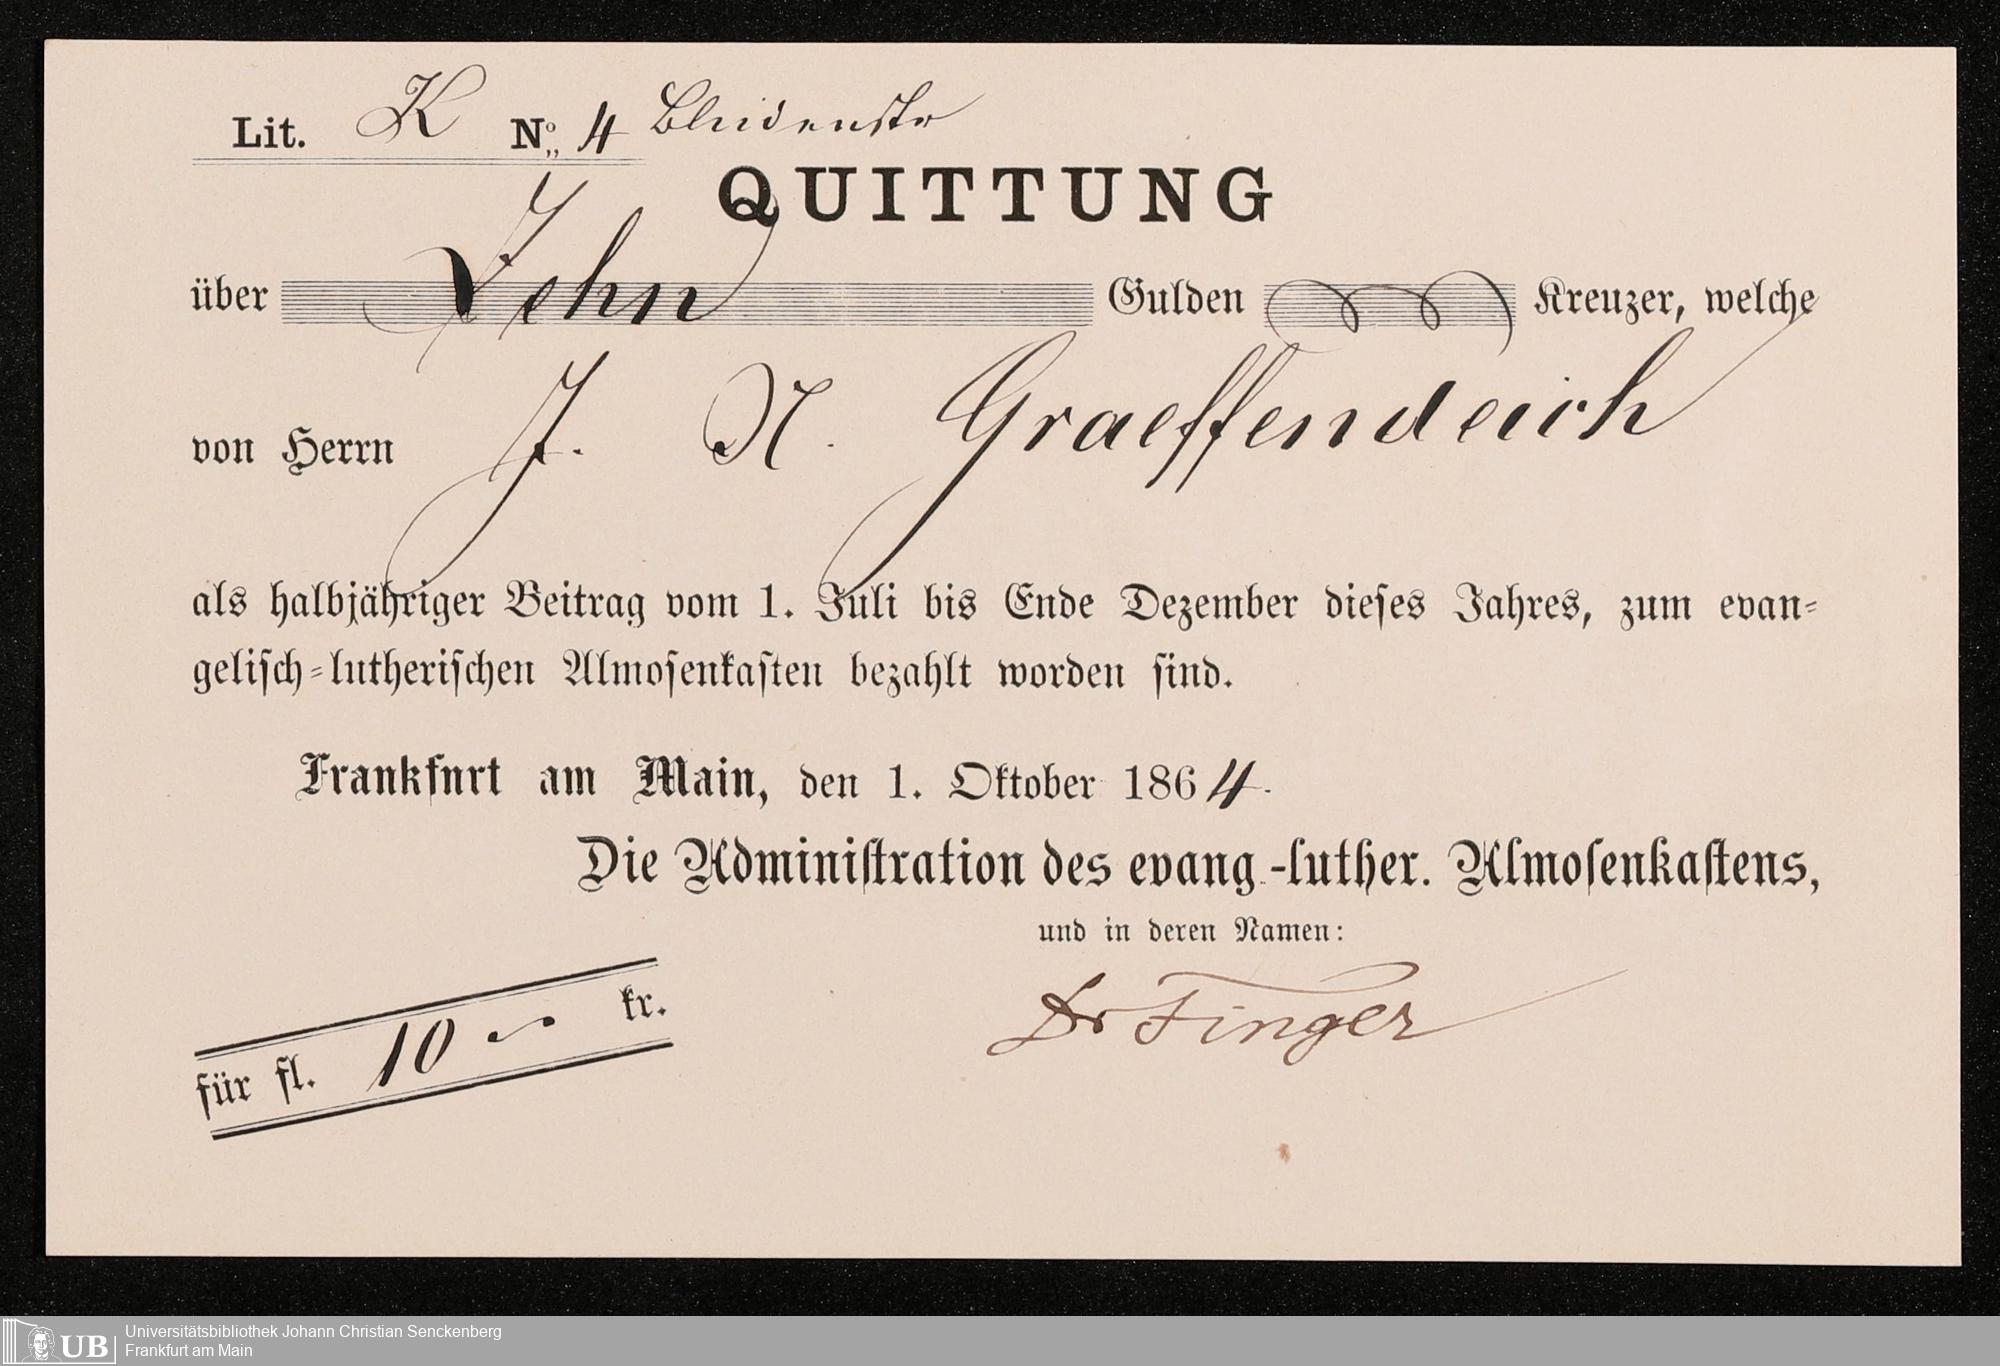 Lit. K No. 4 Bleidenstr
QUITTUNG
über Zehn Gulden Kreuzer, welche
von Herrn J. N. Graeffendeich
als halbjähriger Beitrag vom 1. Juli bis Ende Dezember dieses Jahres, zum evan-
gelisch-lutherischen Almosenkasten bezahlt worden sind.
Frankfurt am Main, den 1. Oktober 1864.
Die Administration des evang.-luther. Almosenkastens,
und in deren Namen:
Dr Finger
für fl. 10 ~ kr.
UB Universitätsbibliothek Johann Christian Senckenberg
Frankfurt am Main